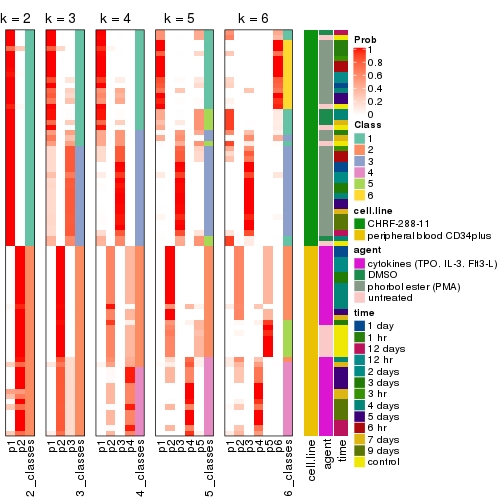 k = 2
k = 3
k = 4
k = 5
k = 6
p1
p2
2_classes
p1
p2
p3
3_classes
p1
p2
p3
p4
4_classes
p1
p2
p3
p4
p5
5_classes
p1
p2
p3
p4
p5
p6
6_classes
cell.line
agent
time
Prob
1
0.8
0.6
0.4
0.2
0
Class
1
2
3
4
5
6
cell.line
CHRF-288-11
peripheral blood CD34plus
agent
cytokines (TPO, IL-3, Flt3-L)
DMSO
phorbol ester (PMA)
untreated
time
1 day
1 hr
12 days
12 hr
2 days
3 days
3 hr
4 days
5 days
6 hr
7 days
9 days
control